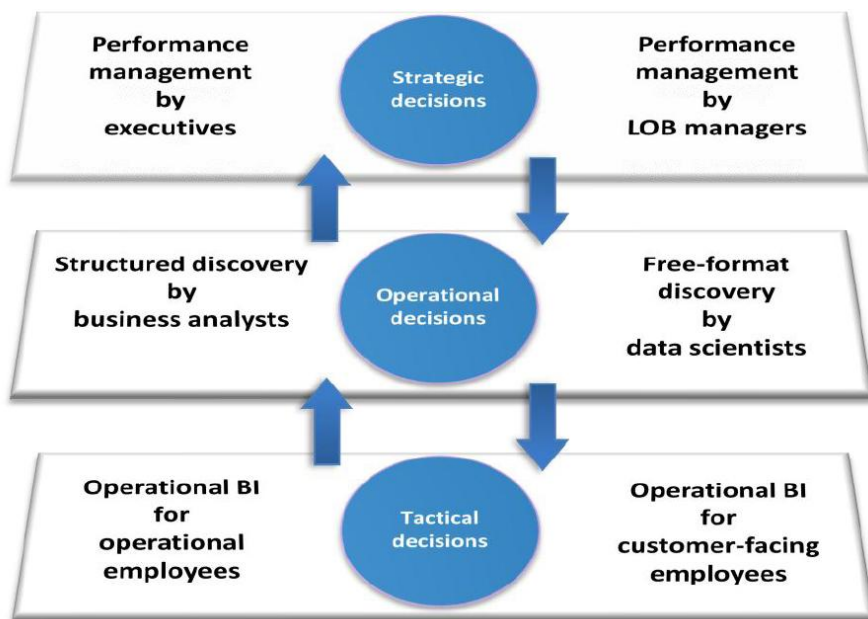 Performance
management
by
executives
Strategic
decisions
Performance
management
by
LOB managers
Structured discovery
by
business analysts
Operational
decisions
Free-format
discovery
by
data scientists
Operational BI
for
operational
employees
Tactical
decisions
Operational BI
for
customer-facing
employees